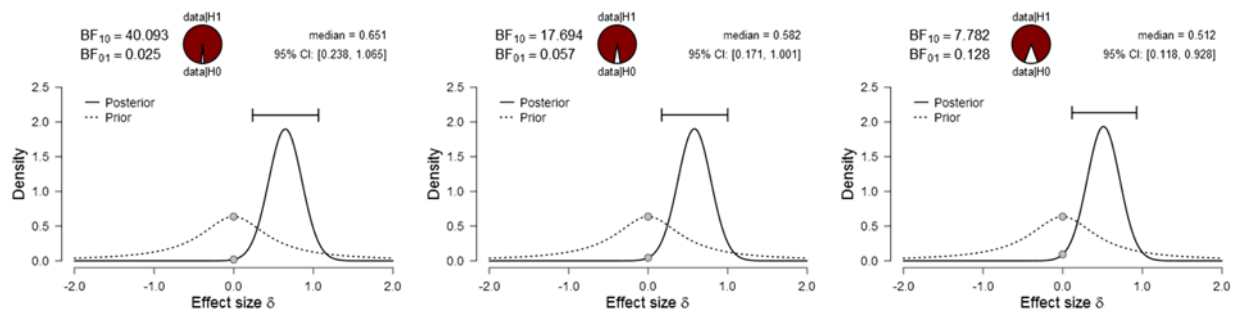 data|H1
BF10 = 40.093
BF01 = 0.025
median = 0.651
95% CI: [0.238, 1.065]
data|H0
2.5
2.0
1.5
1.0
0.5
0.0
Density
Posterior
Prior
-2.0 -1.0 0.0 1.0 2.0
Effect size δ
data|H1
BF10 = 17.694
BF01 = 0.057
median = 0.582
95% CI: [0.171, 1.001]
data|H0
2.5
2.0
1.5
1.0
0.5
0.0
Density
Posterior
Prior
-2.0 -1.0 0.0 1.0 2.0
Effect size δ
data|H1
BF10 = 7.782
BF01 = 0.128
median = 0.512
95% CI: [0.118, 0.928]
data|H0
2.5
2.0
1.5
1.0
0.5
0.0
Density
Posterior
Prior
-2.0 -1.0 0.0 1.0 2.0
Effect size δ